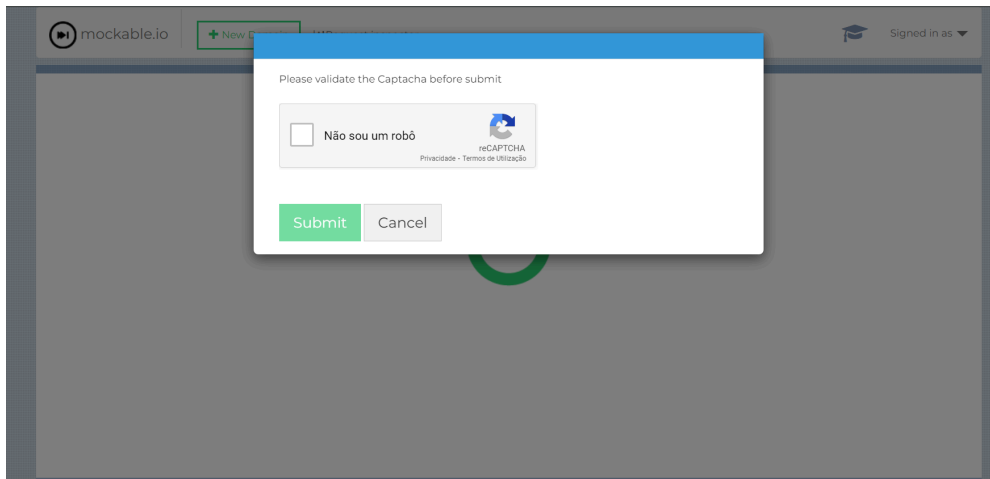 mockable.io
New
Signed in as
Please validate the Captacha before submit
Não sou um robô
reCAPTCHA
Privacidade - Termos de Utilização
Submit
Cancel